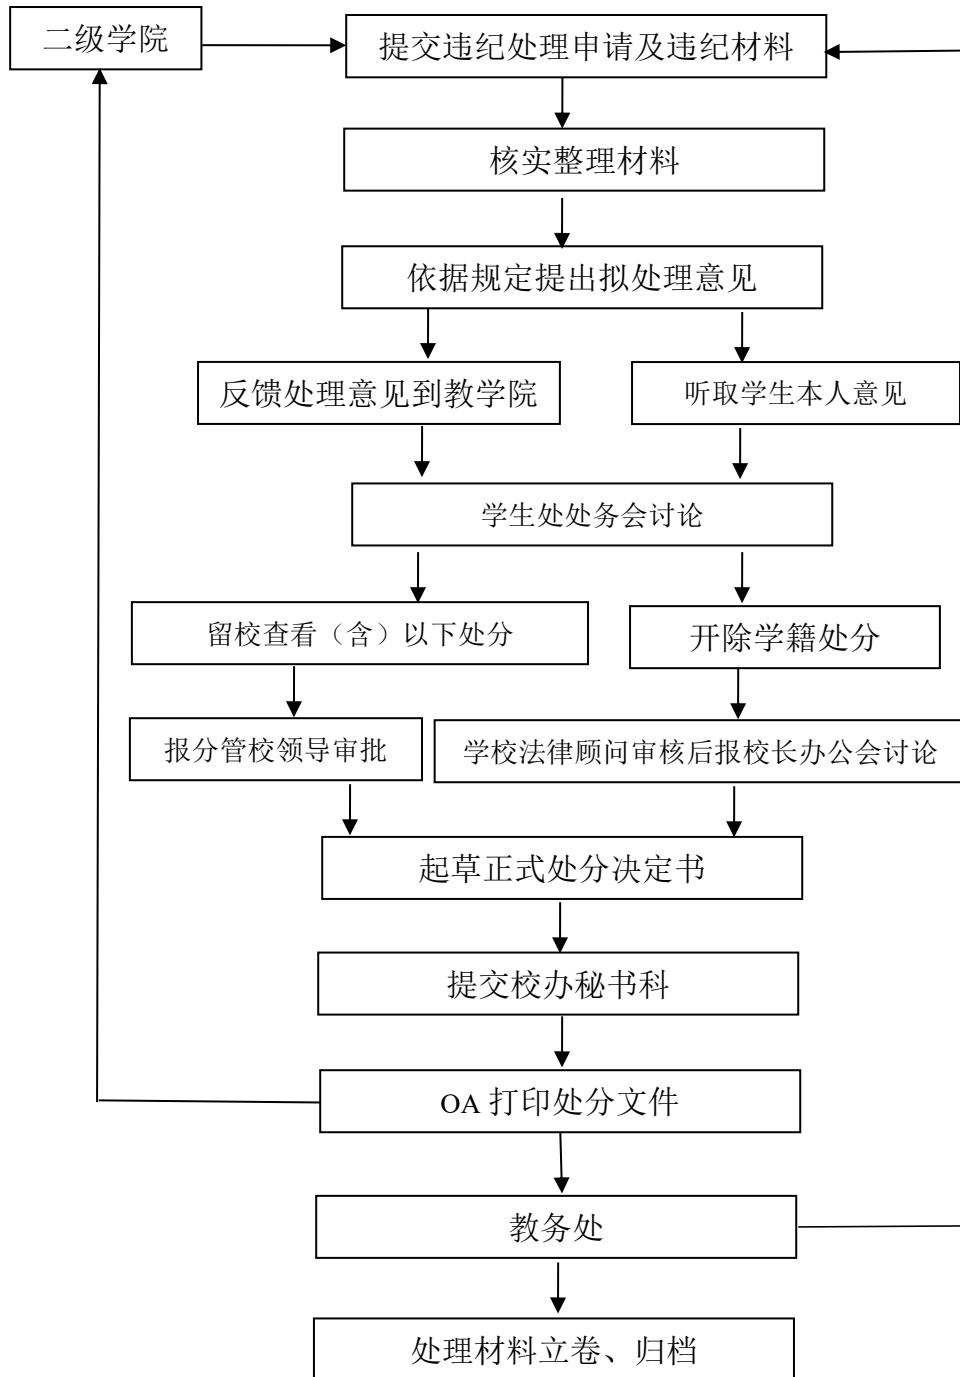 二级学院
提交违纪处理申请及违纪材料
核实整理材料
依据规定提出拟处理意见
反馈处理意见到教学院
听取学生本人意见
学生处处务会讨论
留校查看（含）以下处分
开除学籍处分
报分管校领导审批
学校法律顾问审核后报校长办公会讨论
起草正式处分决定书
提交校办秘书科
OA 打印处分文件
教务处
处理材料立卷、归档